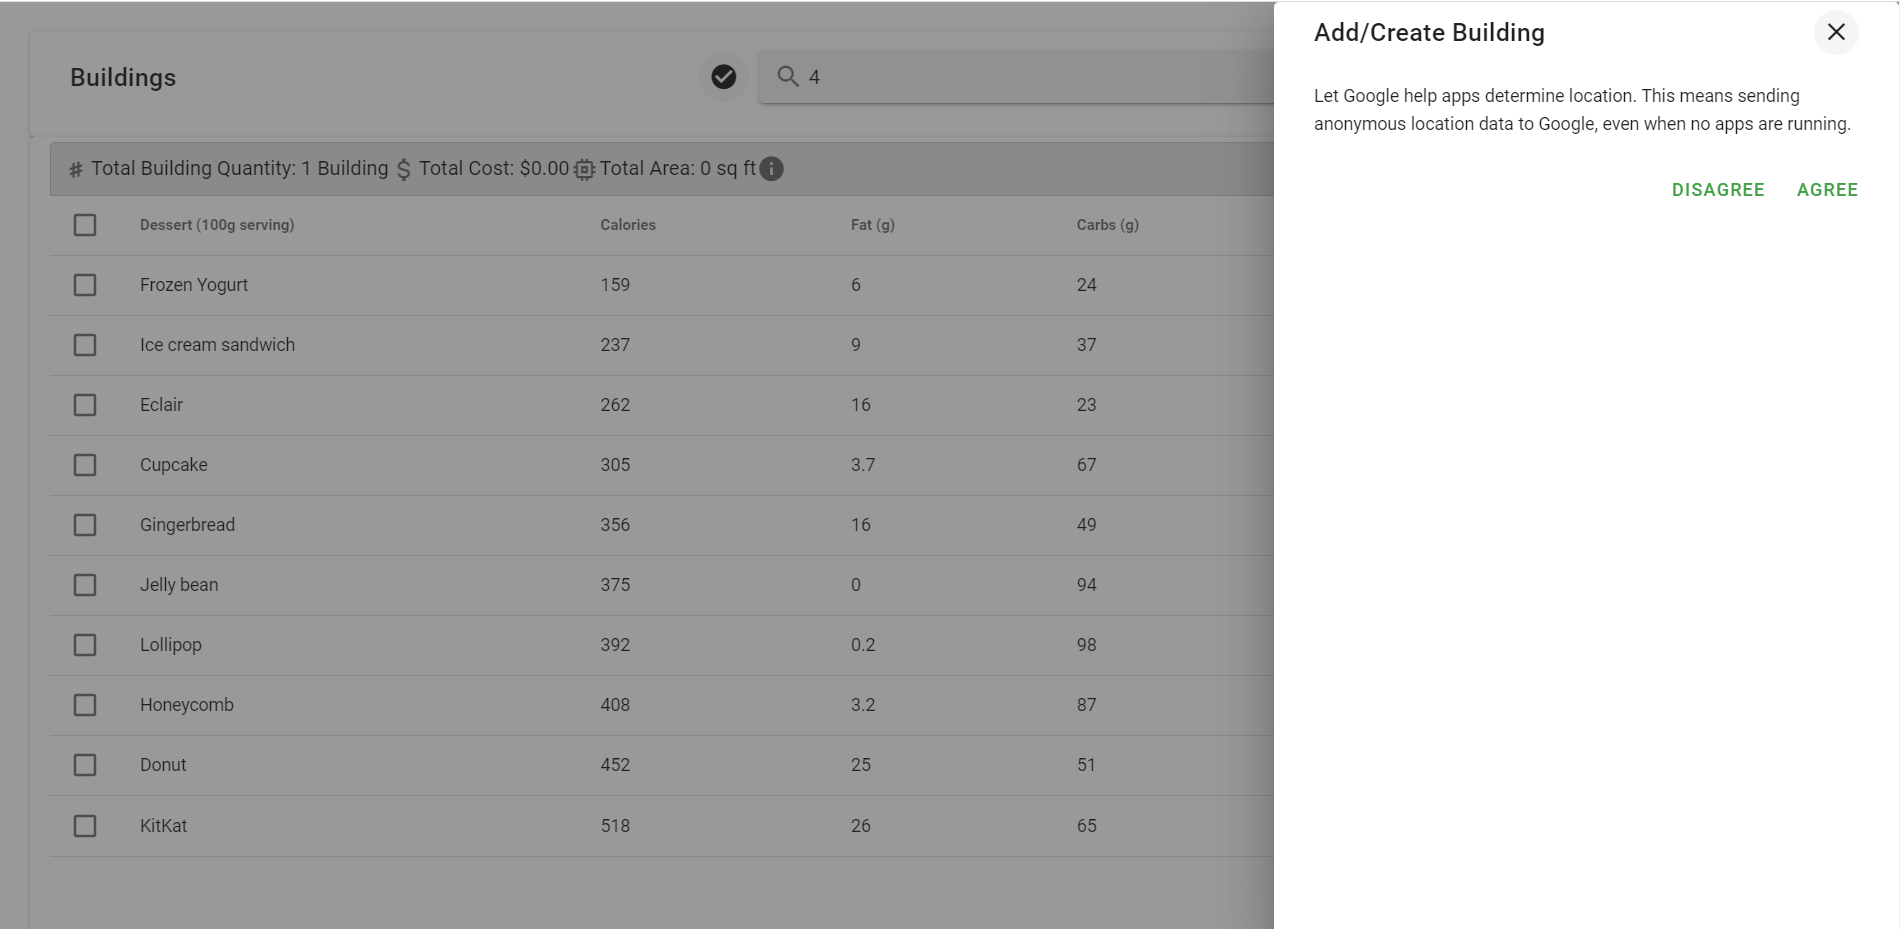 Buildings
4
# Total Building Quantity: 1 Building $ Total Cost: $0.00 Total Area: 0 sq ft i
Dessert (100g serving) Calories Fat (g) Carbs (g)
Frozen Yogurt 159 6 24
Ice cream sandwich 237 9 37
Eclair 262 16 23
Cupcake 305 3.7 67
Gingerbread 356 16 49
Jelly bean 375 0 94
Lollipop 392 0.2 98
Honeycomb 408 3.2 87
Donut 452 25 51
KitKat 518 26 65
Add/Create Building
Let Google help apps determine location. This means sending
anonymous location data to Google, even when no apps are running.
DISAGREE AGREE